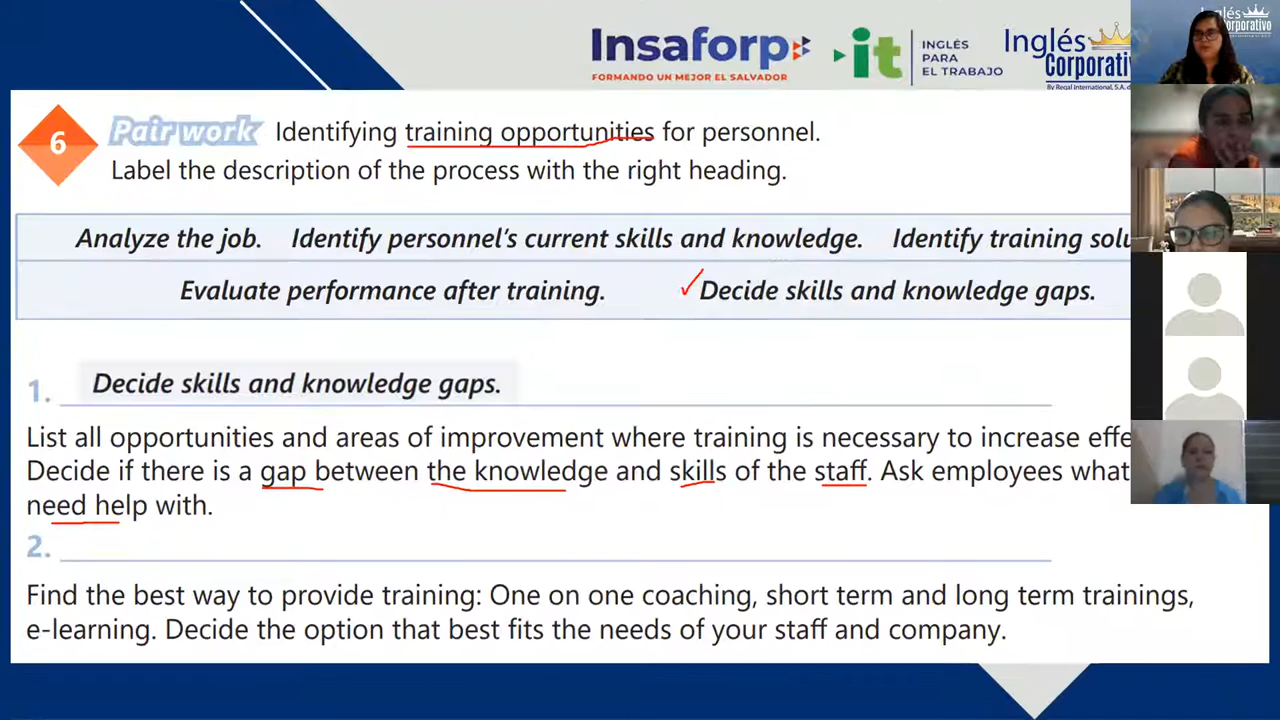 Insaforp
FORMANDO UN MEJOR EL SALVADOR
it
INGLÉS
PARA
EL TRABAJO
Inglés
Corporativ
By Regal International, S.A. d
Inglés
Corporativo
6
Pair work Identifying training opportunities for personnel.
Label the description of the process with the right heading.
Analyze the job. Identify personnel's current skills and knowledge. Identify training solu
Evaluate performance after training. Decide skills and knowledge gaps.
1. Decide skills and knowledge gaps.
List all opportunities and areas of improvement where training is necessary to increase effe
Decide if there is a gap between the knowledge and skills of the staff. Ask employees what
need help with.
2.
Find the best way to provide training: One on one coaching, short term and long term trainings,
e-learning. Decide the option that best fits the needs of your staff and company.